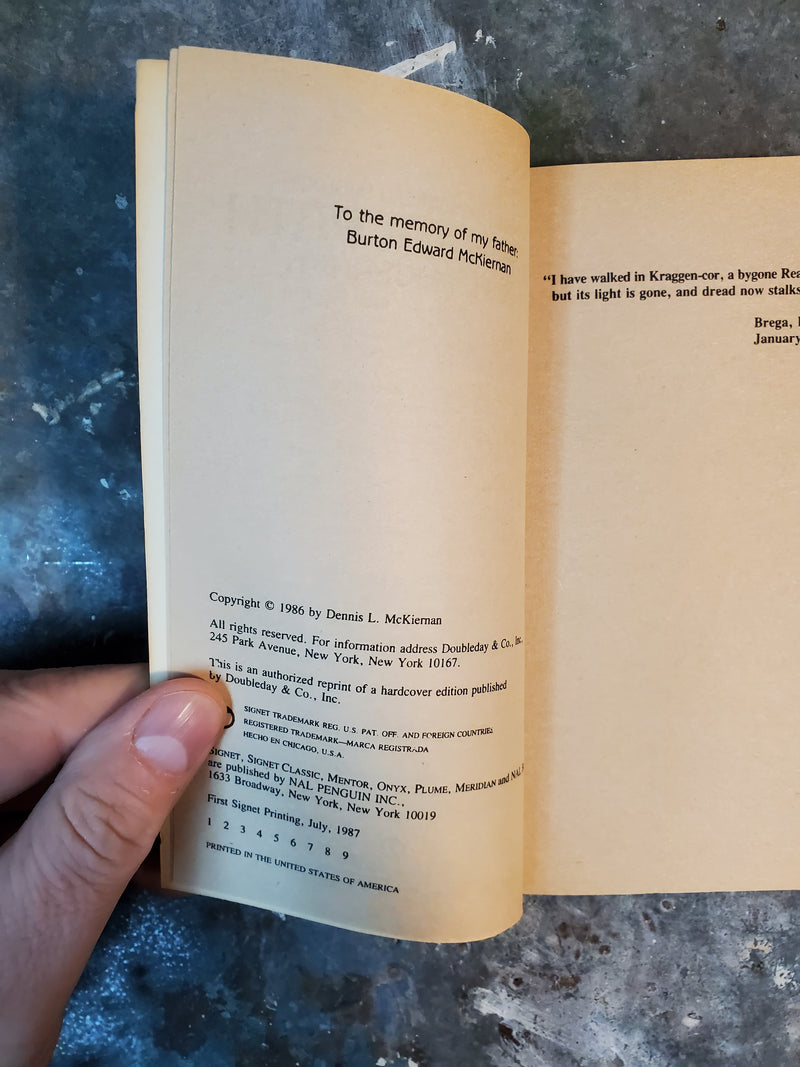 To the memory of my father:
Burton Edward McKiernan
Copyright © 1986 by Dennis L. McKiernan
All rights reserved. For information address Doubleday & Co., Inc.,
245 Park Avenue, New York, New York 10167.
This is an authorized reprint of a hardcover edition published
by Doubleday & Co., Inc.
SIGNET TRADEMARK REG. U.S. PAT. OFF. AND FOREIGN COUNTRIES
REGISTERED TRADEMARK—MARCA REGISTRADA
HECHO EN CHICAGO, U.S.A.
SIGNET, SIGNET CLASSIC, MENTOR, ONYX, PLUME, MERIDIAN and NAL
are published by NAL PENGUIN INC.,
1633 Broadway, New York, New York 10019
First Signet Printing, July, 1987
1 2 3 4 5 6 7 8 9
PRINTED IN THE UNITED STATES OF AMERICA
“I have walked in Kraggen-cor, a bygone
but its light is gone, and dread now stalks
Brega,
January